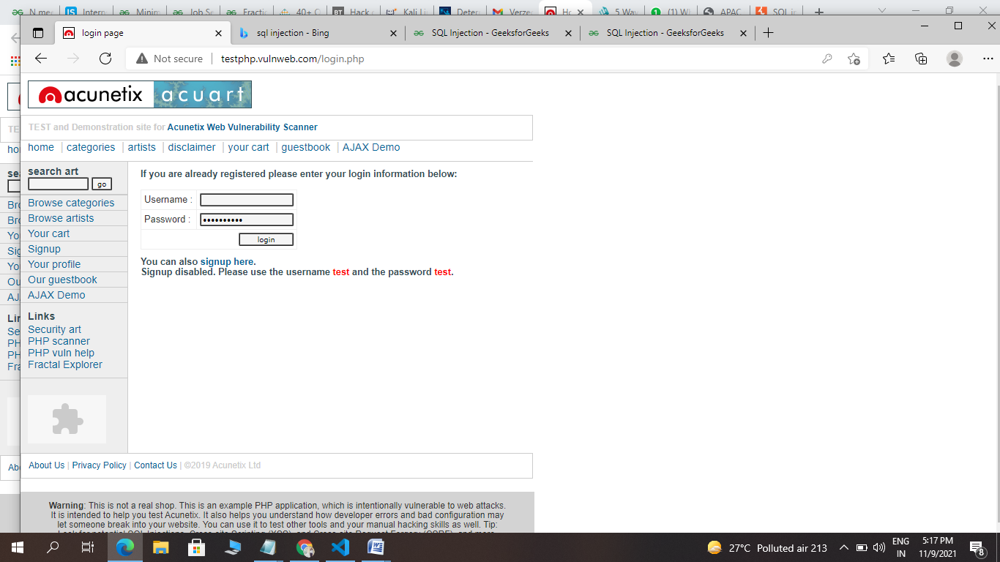 N me
Intern
Minim
Job Se
Fractic
40+ O
Hack
Kali Li
Deter
Verze
Ho
5 Way
(1) W
APAC
SQL in
login page
sql injection - Bing
SQL Injection - GeeksforGeeks
SQL Injection - GeeksforGeeks
Not secure
testphp.vulnweb.com/login.php
acunetix acuart
TEST and Demonstration site for Acunetix Web Vulnerability Scanner
home | categories | artists | disclaimer | your cart | guestbook | AJAX Demo
search art
go
Browse categories
Browse artists
Your cart
Signup
Your profile
Our guestbook
AJAX Demo
Links
Security art
PHP scanner
PHP vuln help
Fractal Explorer
If you are already registered please enter your login information below:
Username :
Password :
login
You can also signup here.
Signup disabled. Please use the username test and the password test.
About Us | Privacy Policy | Contact Us | ©2019 Acunetix Ltd
Warning: This is not a real shop. This is an example PHP application, which is intentionally vulnerable to web attacks.
It is intended to help you test Acunetix. It also helps you understand how developer errors and bad configuration may
let someone break into your website. You can use it to test other tools and your manual hacking skills as well. Tip:
27°C Polluted air 213
ENG
IN
5:17 PM
11/9/2021
8